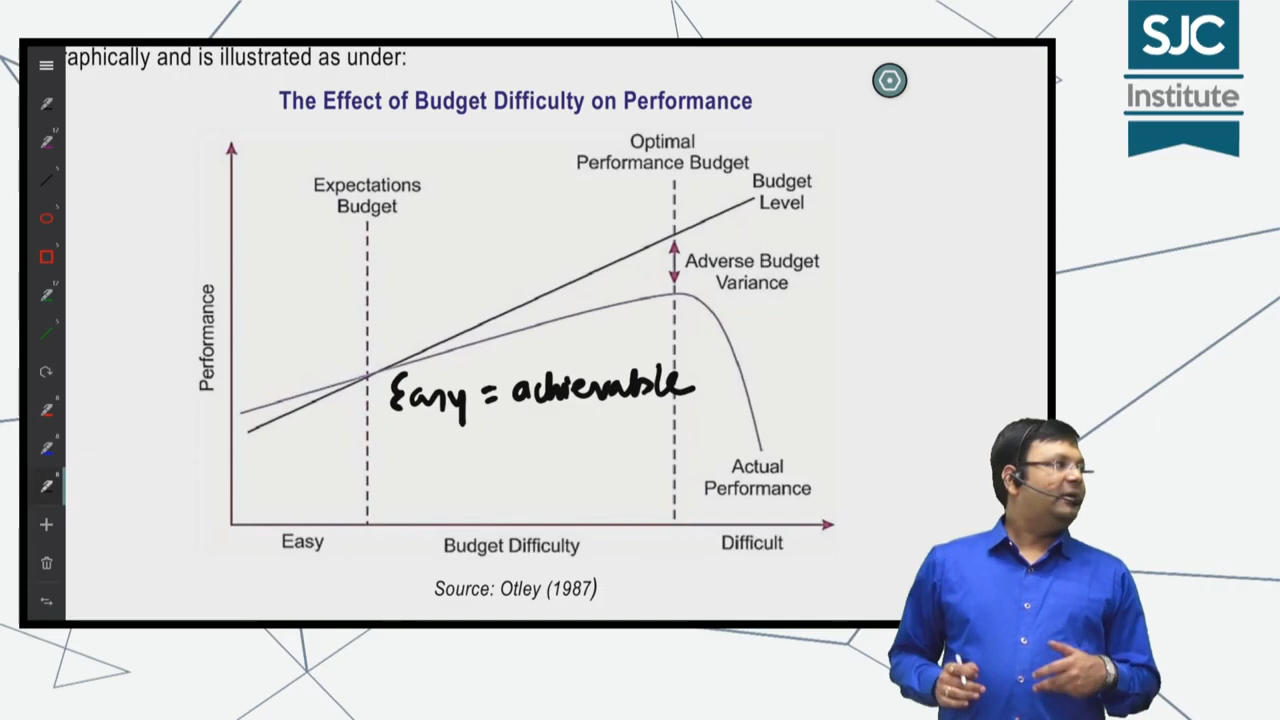 raphically and is illustrated as under:
SJC
Institute
The Effect of Budget Difficulty on Performance
Optimal
Performance Budget
Expectations
Budget
Budget
Level
Adverse Budget
Variance
Performance
Easy = achievable
Actual
Performance
Easy
Budget Difficulty
Difficult
Source: Otley (1987)